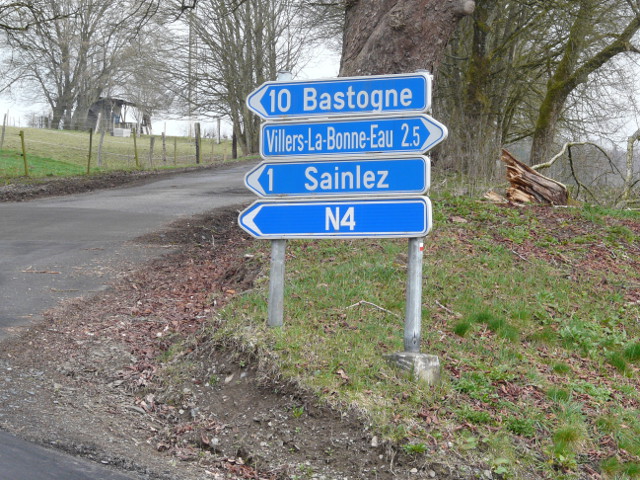 10 Bastogne
Villers-La-Bonne-Eau 2.5
1 Sainlez
N4